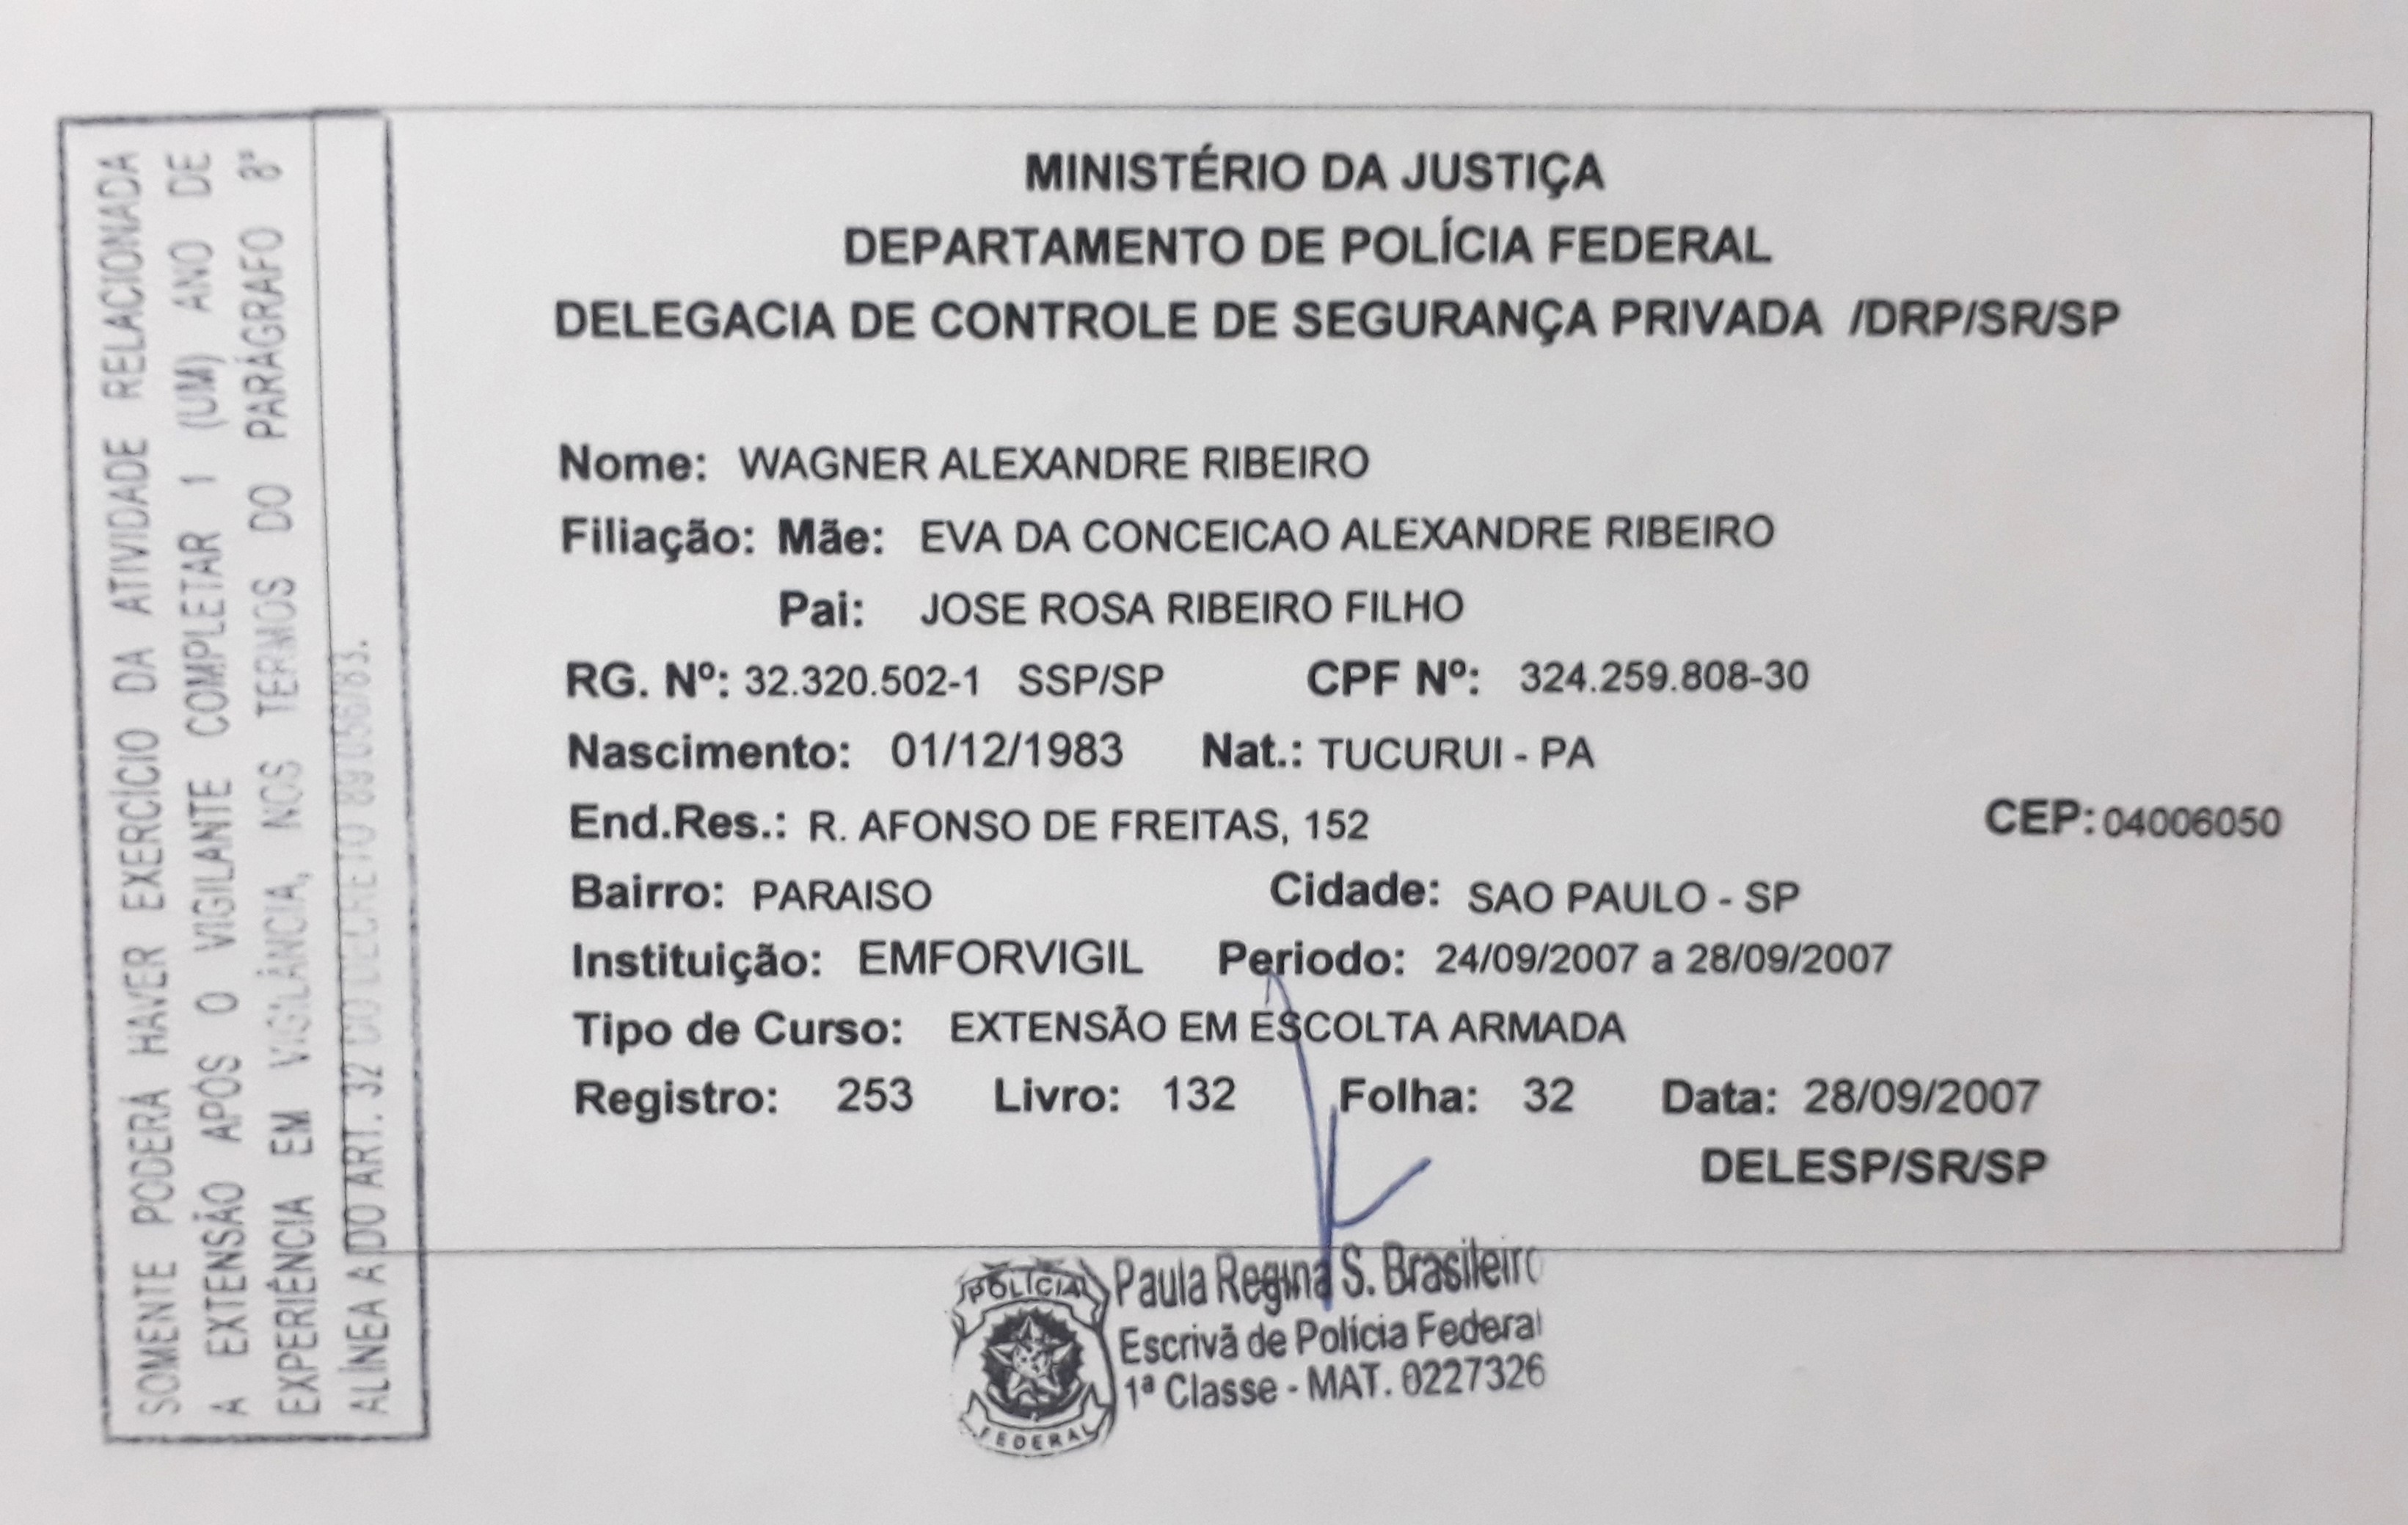 SOMENTE PODERÁ HAVER EXERCÍCIO DA ATIVIDADE RELACIONADA
A EXTENSÃO APÓS O VIGILANTE COMPLETAR 1 (UM) ANO DE
EXPERIÊNCIA EM VIGILÂNCIA, NOS TERMOS DO PARÁGRAFO 8º
ALÍNEA A DO ART. 32 DO DECRETO 89056/83.
MINISTÉRIO DA JUSTIÇA
DEPARTAMENTO DE POLÍCIA FEDERAL
DELEGACIA DE CONTROLE DE SEGURANÇA PRIVADA /DRP/SR/SP
Nome: WAGNER ALEXANDRE RIBEIRO
Filiação: Mãe: EVA DA CONCEICAO ALEXANDRE RIBEIRO
Pai: JOSE ROSA RIBEIRO FILHO
RG. Nº: 32.320.502-1 SSP/SP CPF Nº: 324.259.808-30
Nascimento: 01/12/1983 Nat.: TUCURUI - PA
End.Res.: R. AFONSO DE FREITAS, 152 CEP: 04006050
Bairro: PARAISO Cidade: SAO PAULO - SP
Instituição: EMFORVIGIL Periodo: 24/09/2007 a 28/09/2007
Tipo de Curso: EXTENSÃO EM ESCOLTA ARMADA
Registro: 253 Livro: 132 Folha: 32 Data: 28/09/2007
DELESP/SR/SP
POLÍCIA
FEDERAL
Paula Regina S. Brasileiro
Escrivã de Polícia Federal
1ª Classe - MAT. 0227326